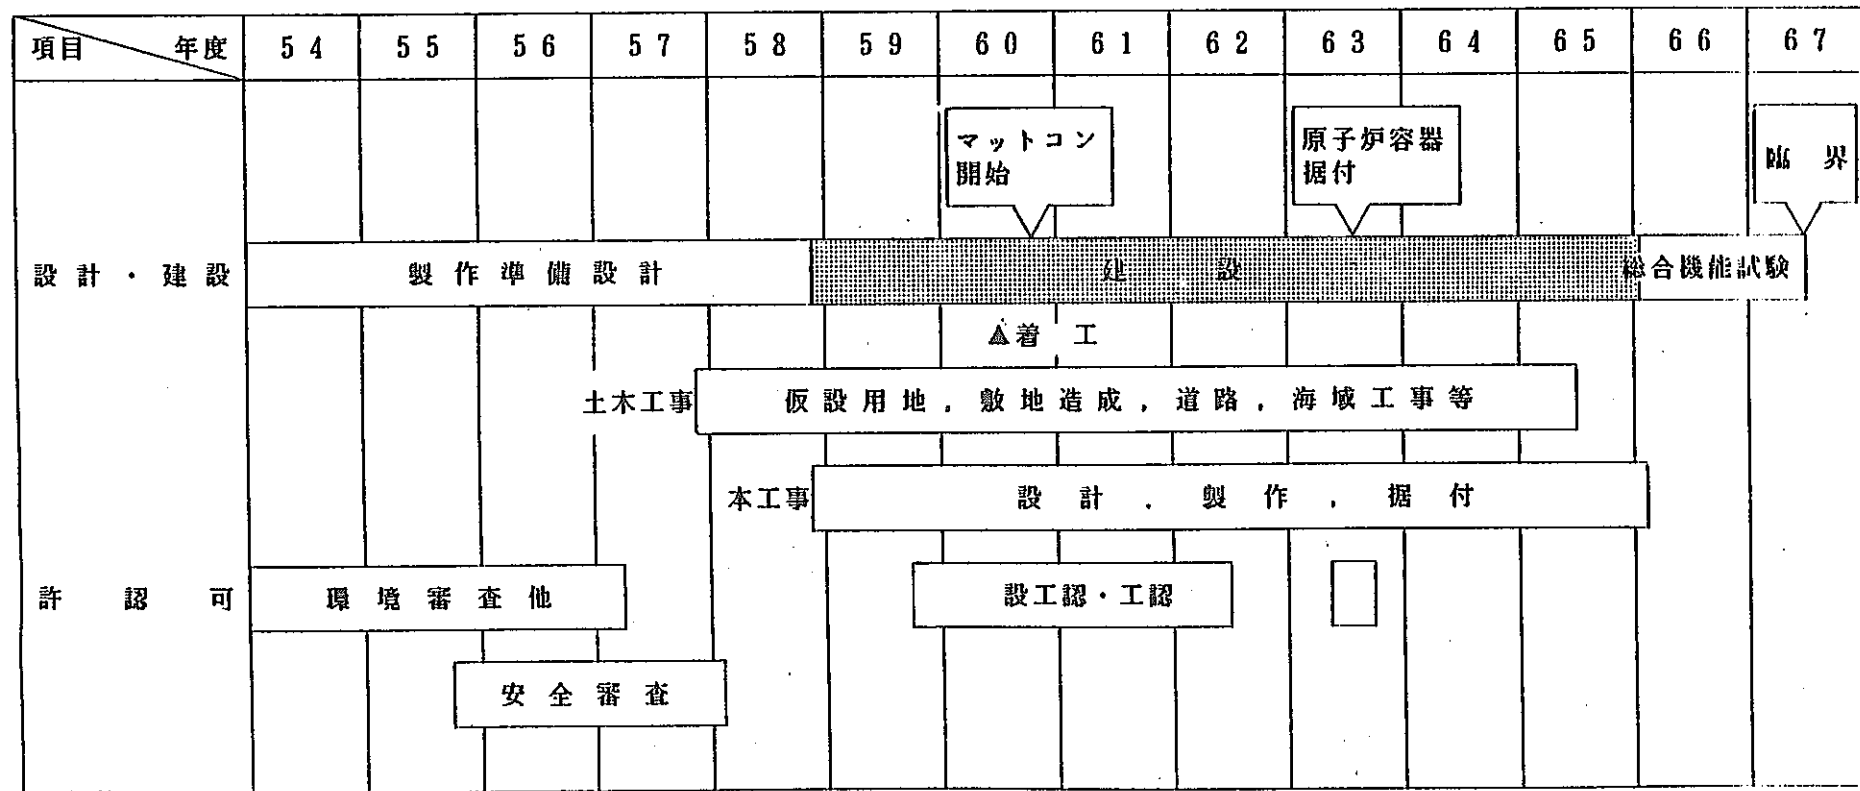 項目 年度 54 55 56 57 58 59 60 61 62 63 64 65 66 67
マットコン
開始
原子炉容器
据付
臨界
設計・建設 製作準備設計 建設 総合機能試験
▲着工
土木工事 仮設用地，敷地造成，道路，海域工事等
本工事 設計，製作，据付
許認可 環境審査他 設工認・工認
安全審査